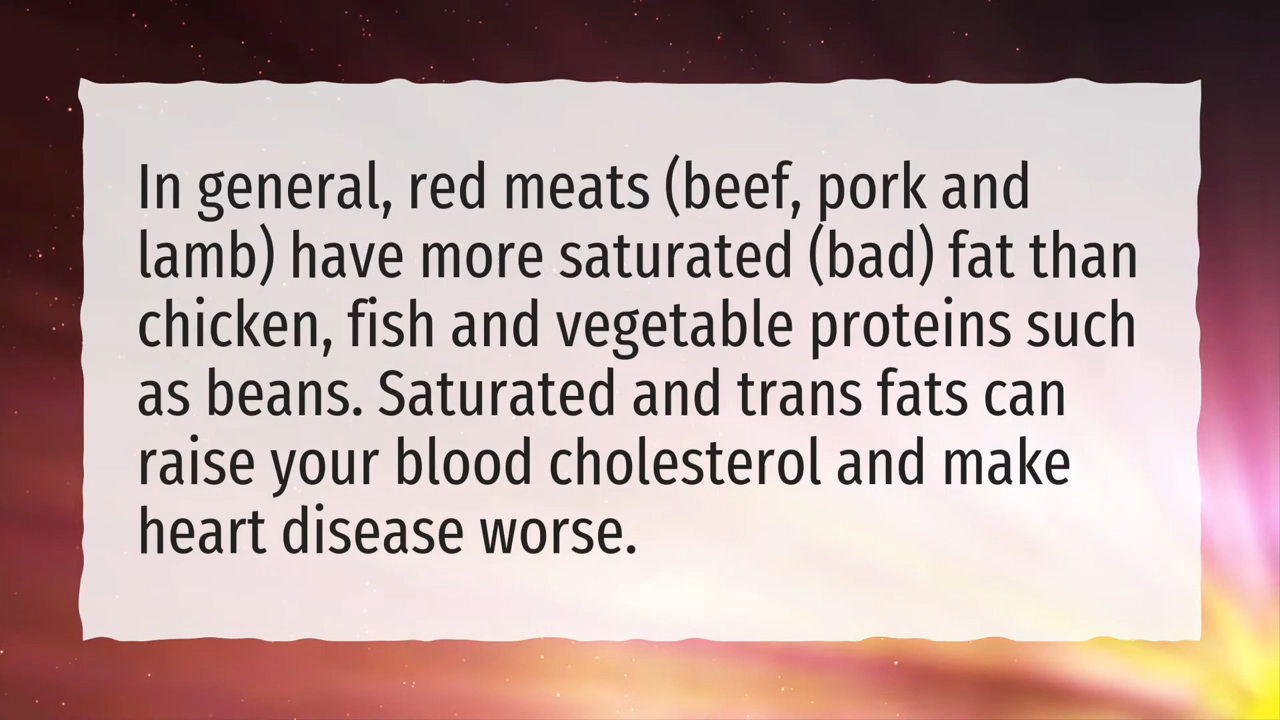 In general, red meats (beef, pork and
lamb) have more saturated (bad) fat than
chicken, fish and vegetable proteins such
as beans. Saturated and trans fats can
raise your blood cholesterol and make
heart disease worse.